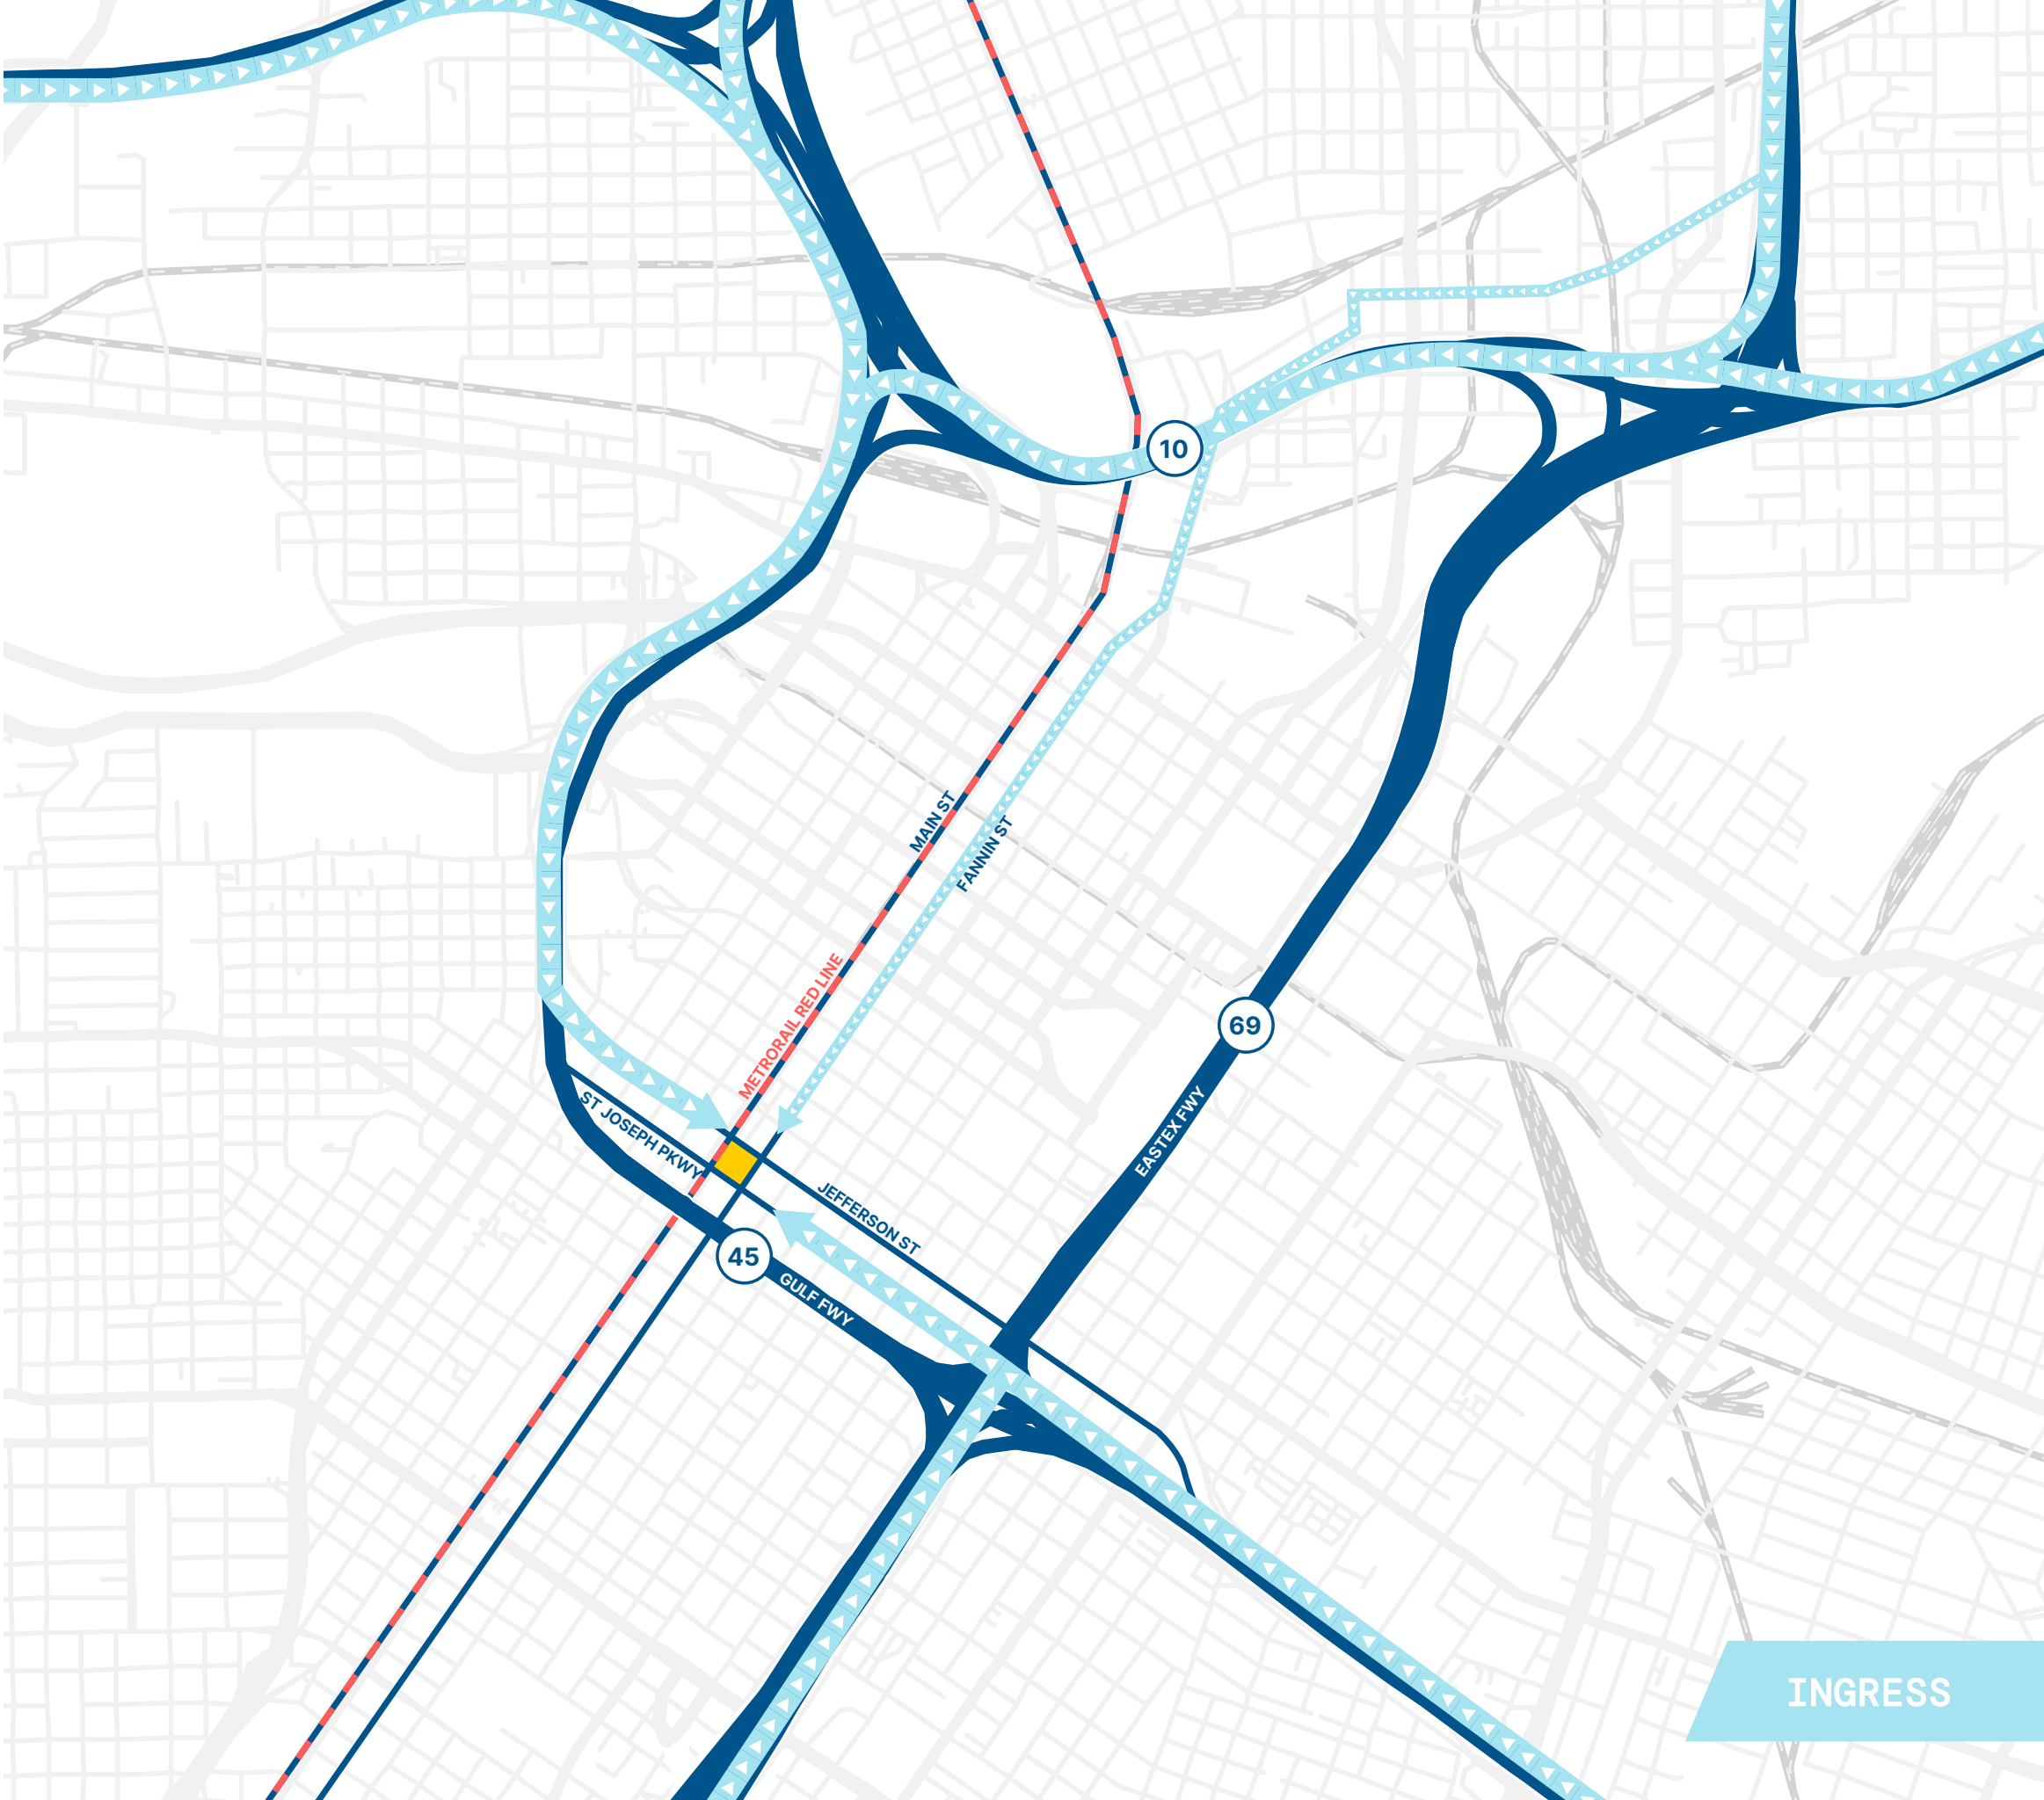 10
MAIN ST
FANNIN ST
METRORAIL RED LINE
69
EASTEX FWY
ST JOSEPH PKWY
JEFFERSON ST
45
GULF FWY
INGRESS